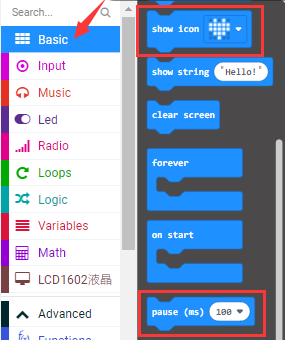 Search...
Basic
Input
Music
Led
Radio
Loops
Logic
Variables
Math
LCD1602液晶
Advanced
Functions
show icon
show string "Hello!"
clear screen
forever
on start
pause (ms) 100